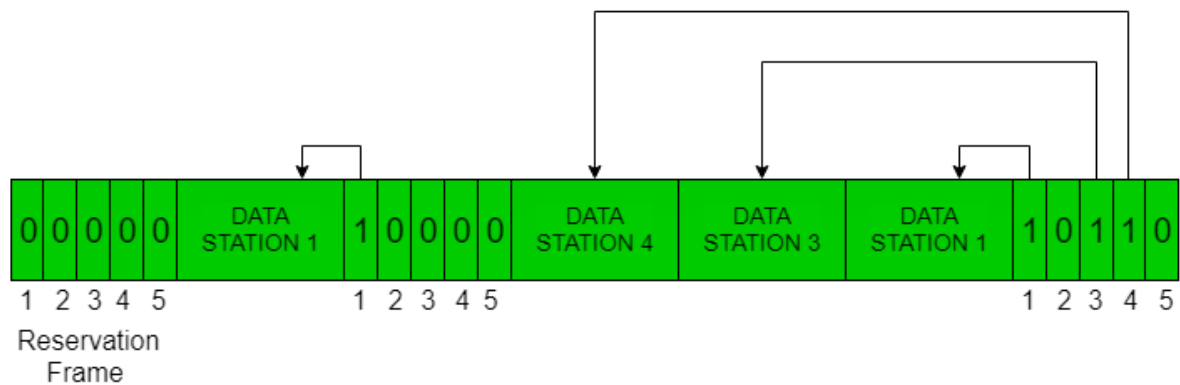 0 0 0 0 0 DATA STATION 1 1 0 0 0 0 DATA STATION 4 DATA STATION 3 DATA STATION 1 1 0 1 1 0
1 2 3 4 5 1 2 3 4 5 1 2 3 4 5
Reservation
Frame